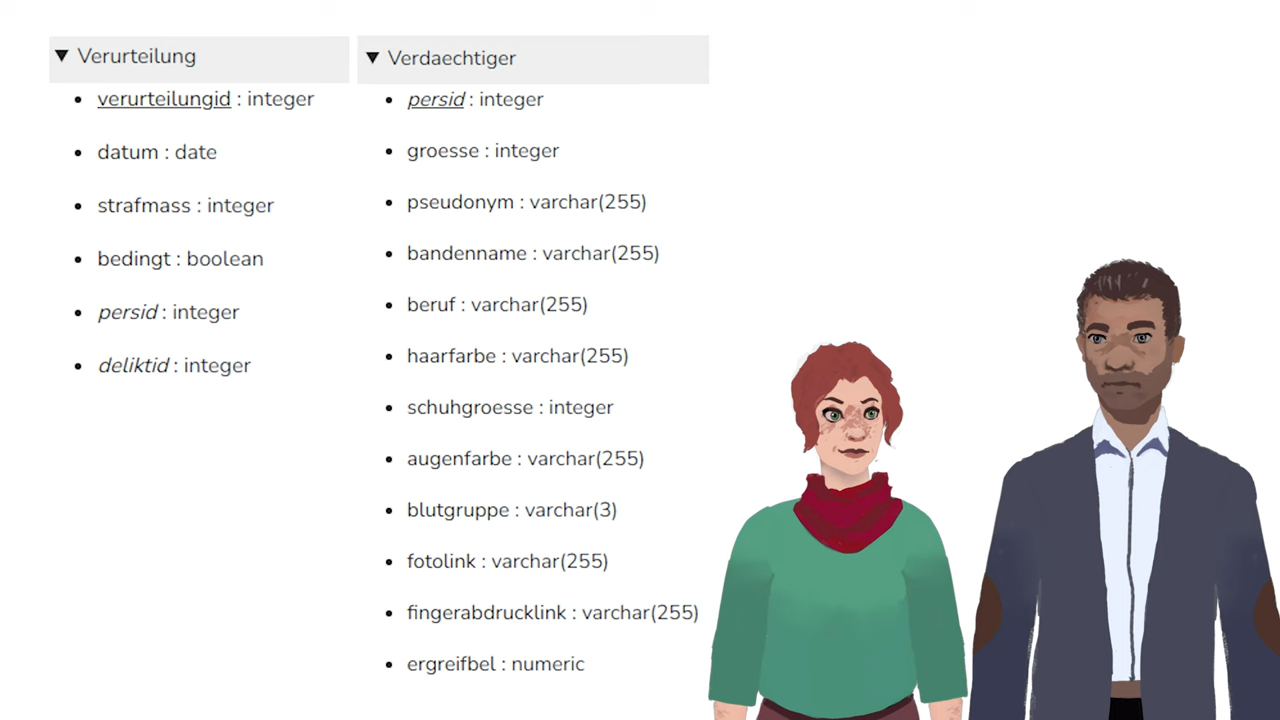 Verurteilung
verurteilungid : integer
datum : date
strafmass : integer
bedingt : boolean
persid : integer
deliktid : integer
Verdaechtiger
persid : integer
groesse : integer
pseudonym : varchar(255)
bandenname : varchar(255)
beruf : varchar(255)
haarfarbe : varchar(255)
schuhgroesse : integer
augenfarbe : varchar(255)
blutgruppe : varchar(3)
fotolink : varchar(255)
fingerabdrucklink : varchar(255)
ergreifbel : numeric